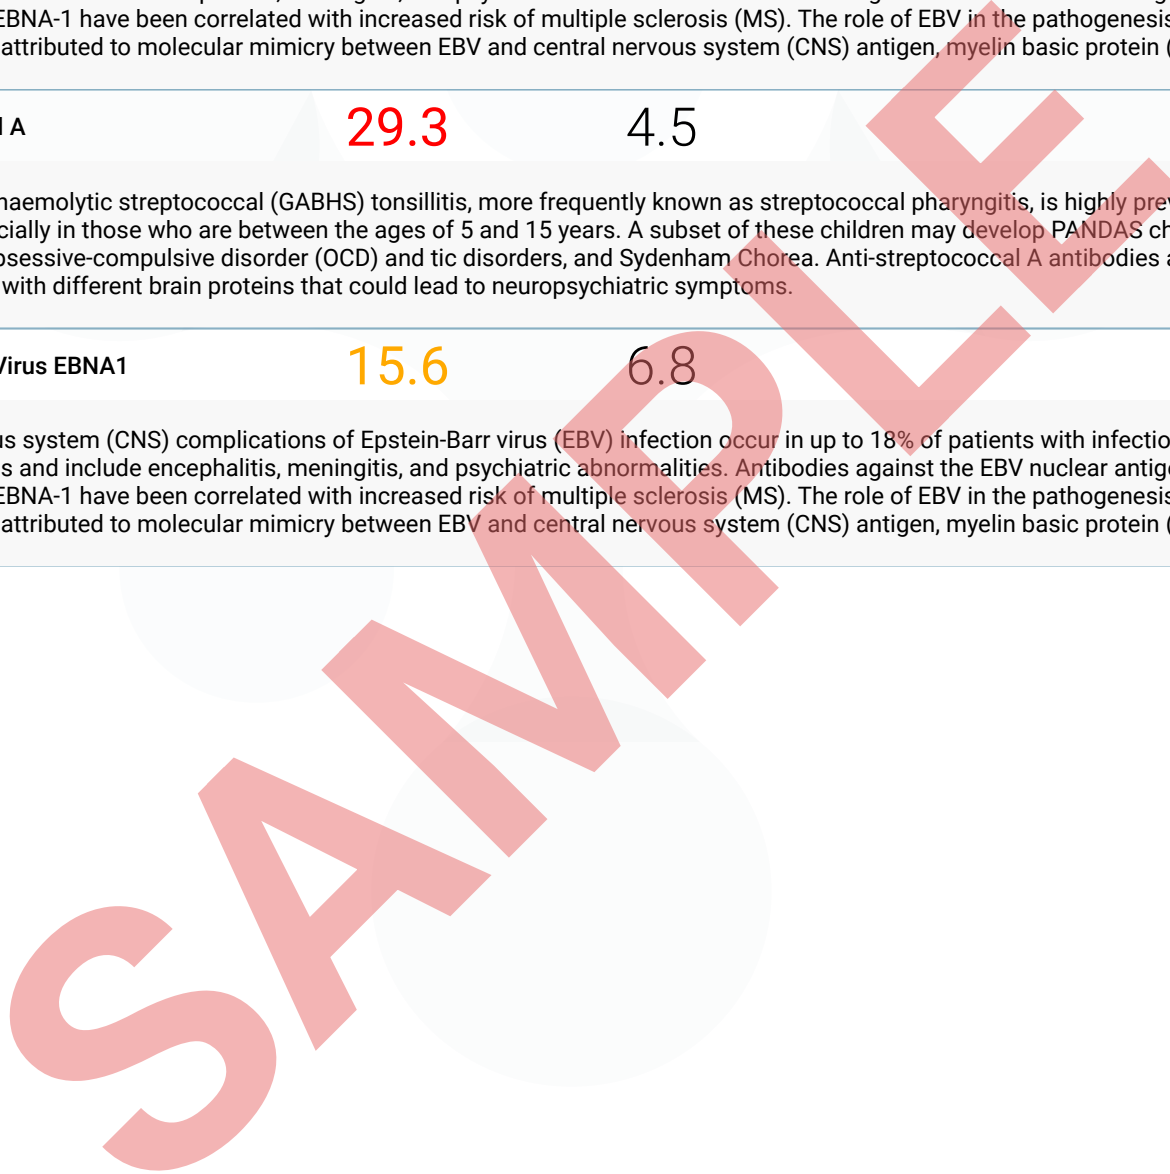 EBNA-1 have been correlated with increased risk of multiple sclerosis (MS). The role of EBV in the pathogenesis
attributed to molecular mimicry between EBV and central nervous system (CNS) antigen, myelin basic protein (
l A 29.3 4.5
haemolytic streptococcal (GABHS) tonsillitis, more frequently known as streptococcal pharyngitis, is highly prev
cially in those who are between the ages of 5 and 15 years. A subset of these children may develop PANDAS ch
bsessive-compulsive disorder (OCD) and tic disorders, and Sydenham Chorea. Anti-streptococcal A antibodies a
with different brain proteins that could lead to neuropsychiatric symptoms.
Virus EBNA1 15.6 6.8
us system (CNS) complications of Epstein-Barr virus (EBV) infection occur in up to 18% of patients with infectio
s and include encephalitis, meningitis, and psychiatric abnormalities. Antibodies against the EBV nuclear antige
EBNA-1 have been correlated with increased risk of multiple sclerosis (MS). The role of EBV in the pathogenesis
attributed to molecular mimicry between EBV and central nervous system (CNS) antigen, myelin basic protein (
SAMPLE